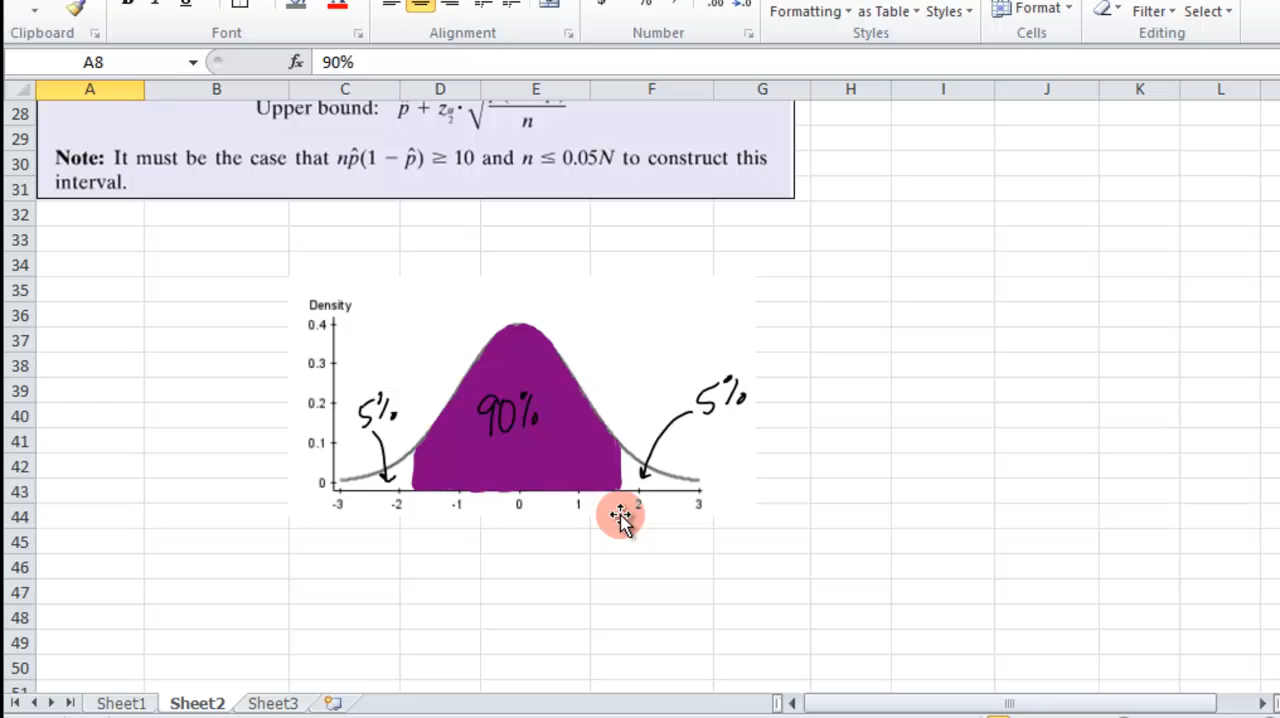 Formatting as Table Styles Format Filter Select
Clipboard Font Alignment Number Styles Cells Editing
A8 fx 90%
A B C D E F G H I J K L
28 Upper bound: p + zα/2 · √ n
29
30 Note: It must be the case that np̂(1 − p̂) ≥ 10 and n ≤ 0.05N to construct this
31 interval.
32
33
34
35
Density
36
0.4
37
38
0.3
39
5%
40
0.2
90%
5%
41
0.1
42
43
0
-3 -2 -1 0 1 2 3
44
45
46
47
48
49
50
Sheet1 Sheet2 Sheet3